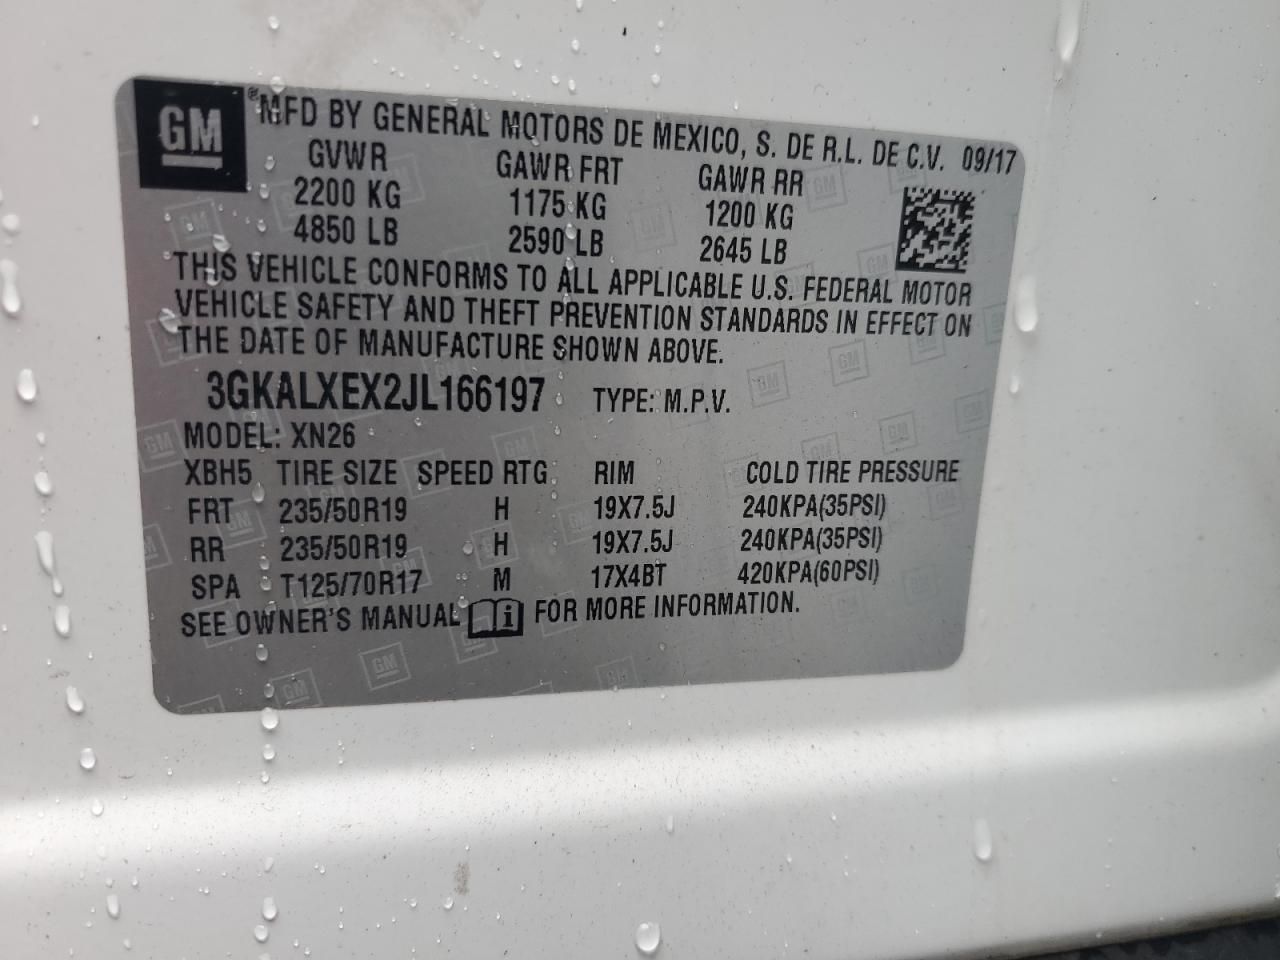 GM ® MFD BY GENERAL MOTORS DE MEXICO, S. DE R.L. DE C.V. 09/17
GVWR GAWR FRT GAWR RR
2200 KG 1175 KG 1200 KG
4850 LB 2590 LB 2645 LB
THIS VEHICLE CONFORMS TO ALL APPLICABLE U.S. FEDERAL MOTOR
VEHICLE SAFETY AND THEFT PREVENTION STANDARDS IN EFFECT ON
THE DATE OF MANUFACTURE SHOWN ABOVE.
3GKALXEX2JL166197 TYPE: M.P.V.
MODEL: XN26
XBH5 TIRE SIZE SPEED RTG RIM COLD TIRE PRESSURE
FRT 235/50R19 H 19X7.5J 240KPA(35PSI)
RR 235/50R19 H 19X7.5J 240KPA(35PSI)
SPA T125/70R17 M 17X4BT 420KPA(60PSI)
SEE OWNER'S MANUAL i FOR MORE INFORMATION.